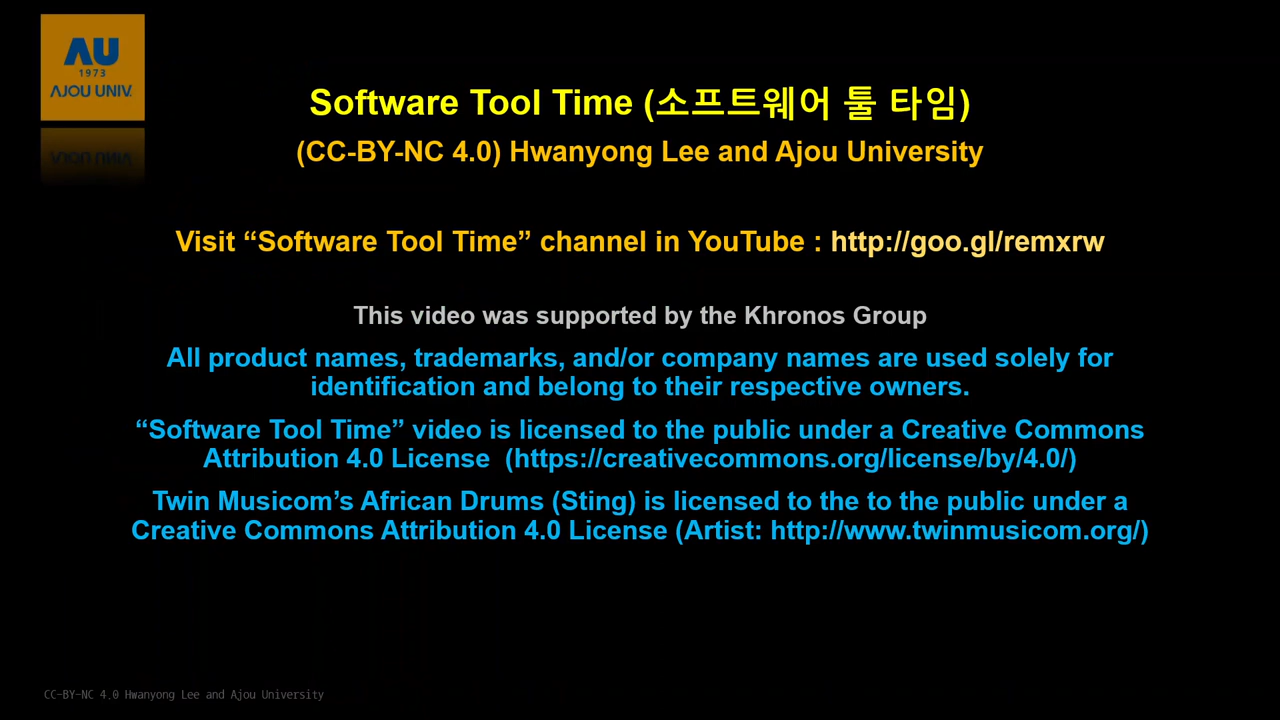 AU
1973
AJOU UNIV.
Software Tool Time (소프트웨어 툴 타임)
(CC-BY-NC 4.0) Hwanyong Lee and Ajou University
Visit “Software Tool Time” channel in YouTube : http://goo.gl/remxrw
This video was supported by the Khronos Group
All product names, trademarks, and/or company names are used solely for
identification and belong to their respective owners.
“Software Tool Time” video is licensed to the public under a Creative Commons
Attribution 4.0 License  (https://creativecommons.org/license/by/4.0/)
Twin Musicom’s African Drums (Sting) is licensed to the to the public under a
Creative Commons Attribution 4.0 License (Artist: http://www.twinmusicom.org/)
CC-BY-NC 4.0 Hwanyong Lee and Ajou University